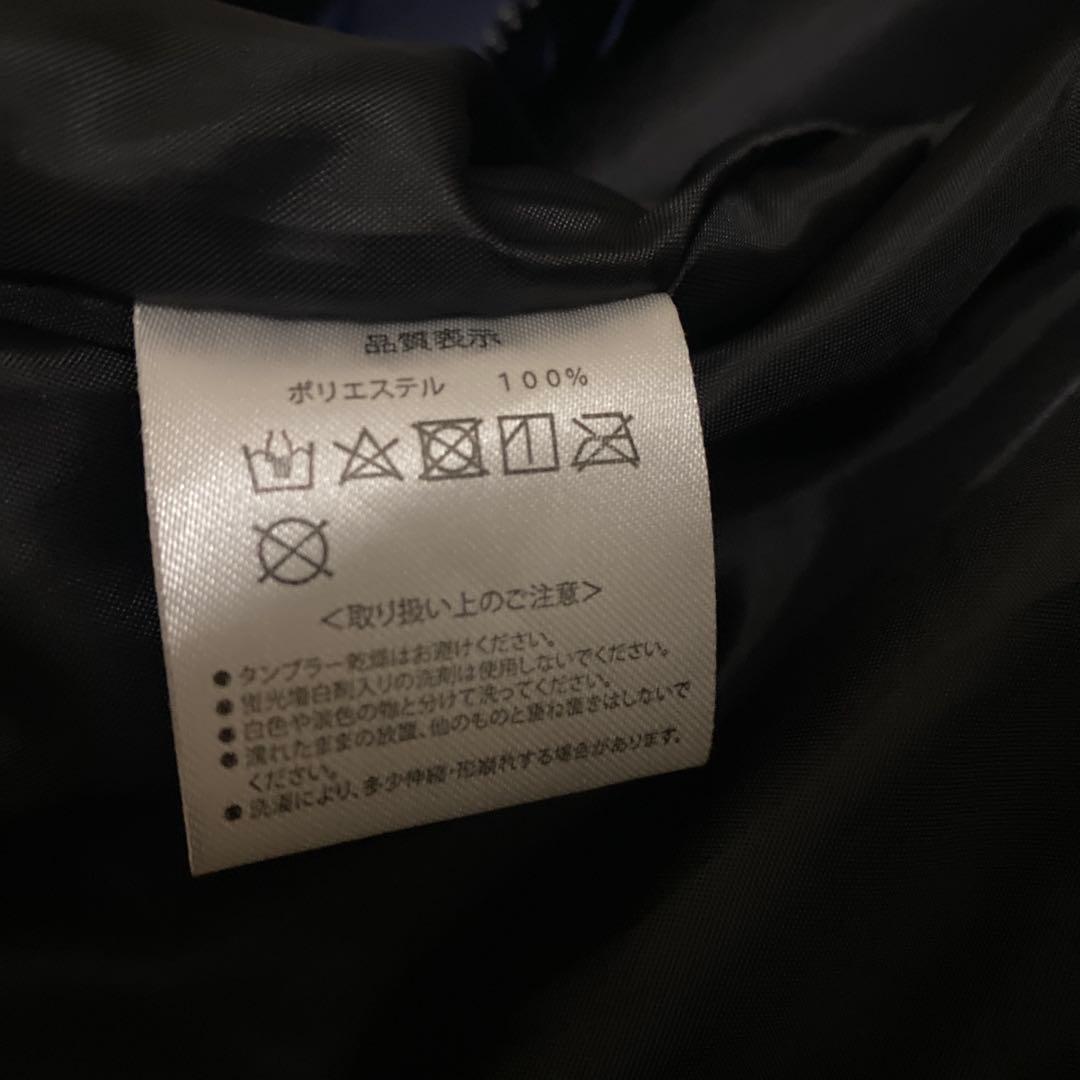 品質表示
ポリエステル 100%
<取り扱い上のご注意>
●タンブラー乾燥はお避けください。
●蛍光増白剤入りの洗剤は使用しないでください。
●白色や淡色の物と分けて洗ってください。
●濡れたままの放置、他のものと重ね置きはしないで
ください。
●洗濯により、多少伸縮・形崩れする場合があります。